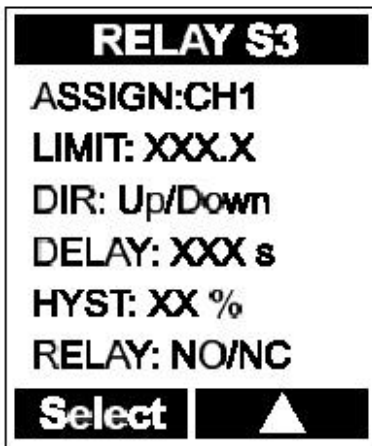 RELAY S3
ASSIGN:CH1
LIMIT: XXX.X
DIR: Up/Down
DELAY: XXX s
HYST: XX %
RELAY: NO/NC
Select